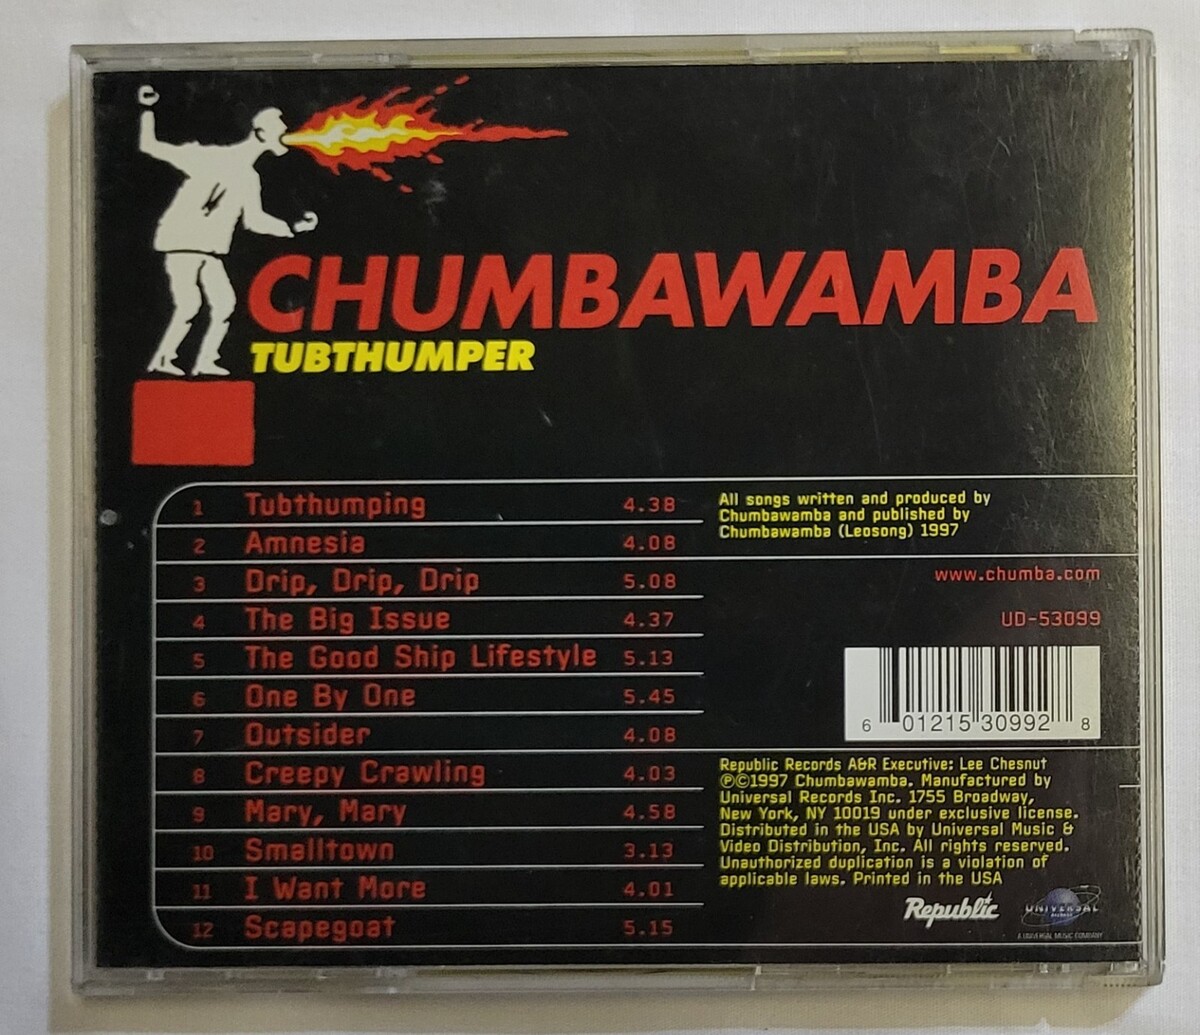 CHUMBAWAMBA
TUBTHUMPER
1 Tubthumping 4.38
2 Amnesia 4.08
3 Drip, Drip, Drip 5.08
4 The Big Issue 4.37
5 The Good Ship Lifestyle 5.13
6 One By One 5.45
7 Outsider 4.08
8 Creepy Crawling 4.03
9 Mary, Mary 4.58
10 Smalltown 3.13
11 I Want More 4.01
12 Scapegoat 5.15
All songs written and produced by
Chumbawamba and published by
Chumbawamba (Leosong) 1997
www.chumba.com
UD-53099
6 01215 30992 8
Republic Records A&R Executive: Lee Chesnut
℗©1997 Chumbawamba. Manufactured by
Universal Records Inc. 1755 Broadway,
New York, NY 10019 under exclusive license.
Distributed in the USA by Universal Music &
Video Distribution, Inc. All rights reserved.
Unauthorized duplication is a violation of
applicable laws. Printed in the USA
Republic
UNIVERSAL
RECORDS
A UNIVERSAL MUSIC COMPANY